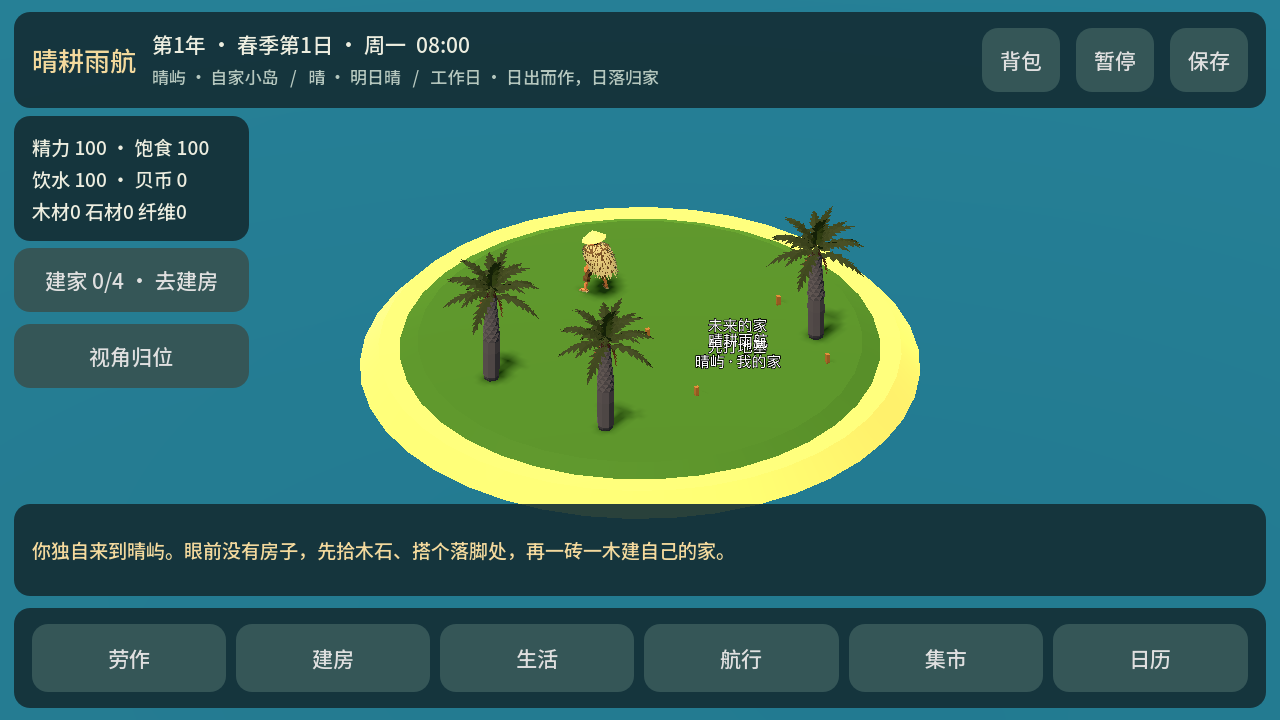 晴耕雨航
第1年 · 春季第1日 · 周一 08:00
晴屿 · 自家小岛 / 晴 · 明日晴 / 工作日 · 日出而作，日落归家
背包
暂停
保存
精力 100 · 饱食 100
饮水 100 · 贝币 0
木材0 石材0 纤维0
建家 0/4 · 去建房
视角归位
未来的家
晴屿 · 我的家
你独自来到晴屿。眼前没有房子，先拾木石、搭个落脚处，再一砖一木建自己的家。
劳作
建房
生活
航行
集市
日历